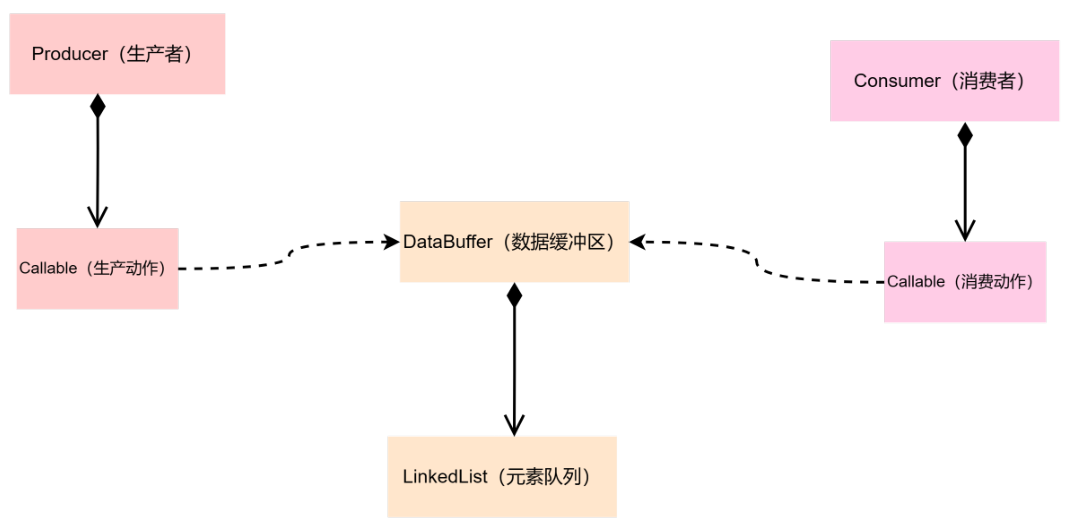 Producer（生产者）
Consumer（消费者）
DataBuffer（数据缓冲区）
Callable（生产动作）
Callable（消费动作）
LinkedList（元素队列）